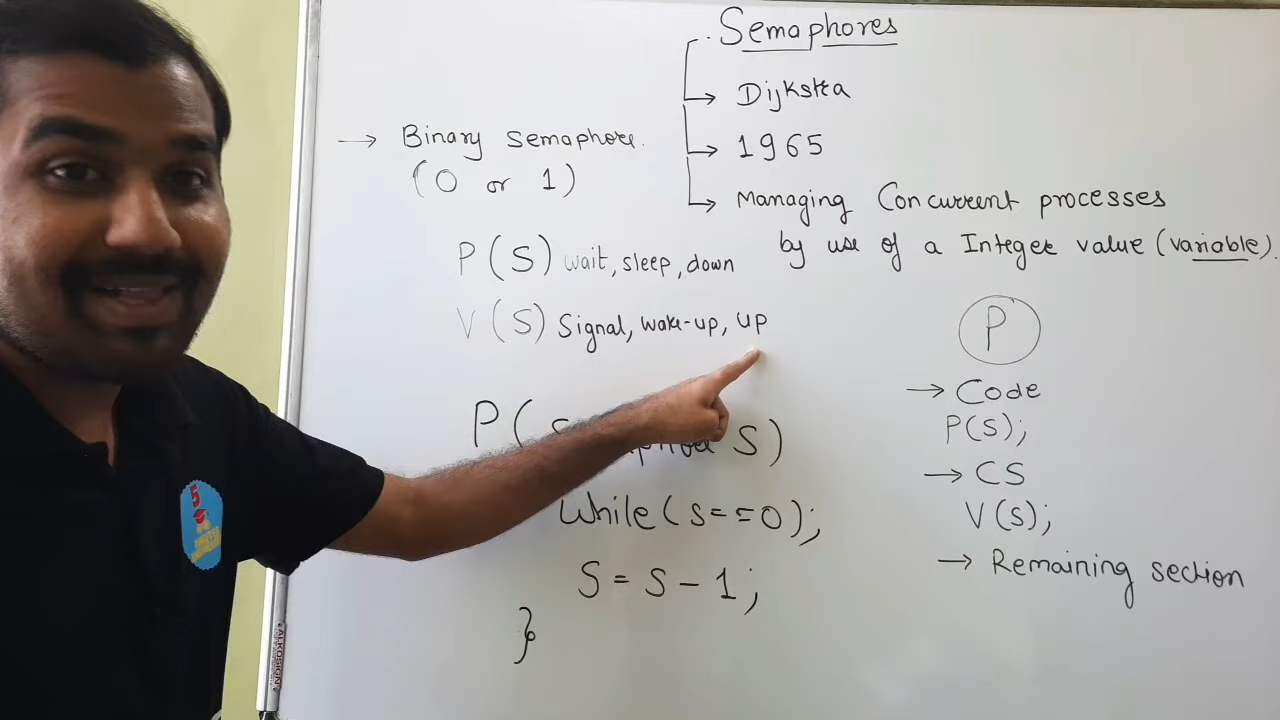 Semaphores
→ Dijkstra
→ 1965
→ Managing Concurrent processes
by use of a Integer value (variable).
→ Binary semaphore.
(0 or 1)
P(S) wait, sleep, down
V(S) Signal, wake-up, up
P( S)
while(s==0);
S=s-1;
}
P
→ Code
P(S);
→ CS
V(s);
→ Remaining section
5